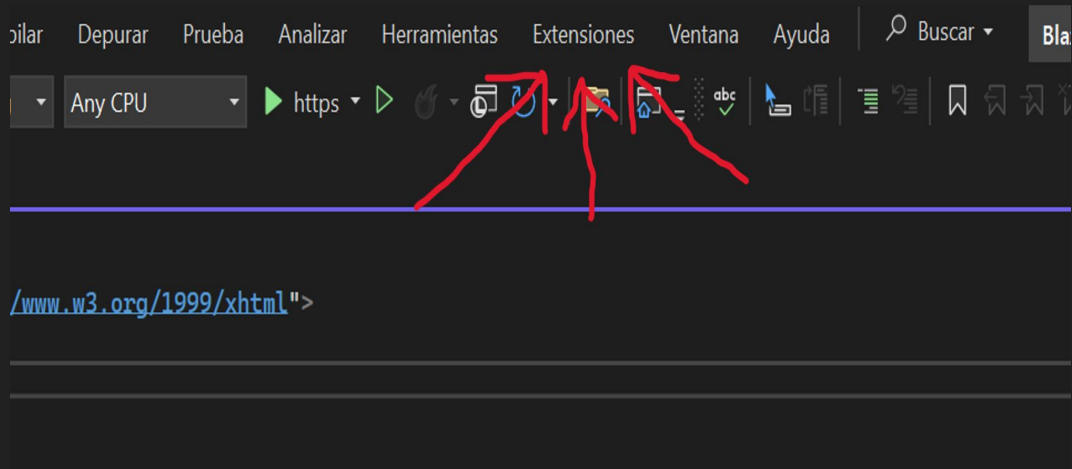 pilar Depurar Prueba Analizar Herramientas Extensiones Ventana Ayuda Buscar Bla
Any CPU https abc
/www.w3.org/1999/xhtml">